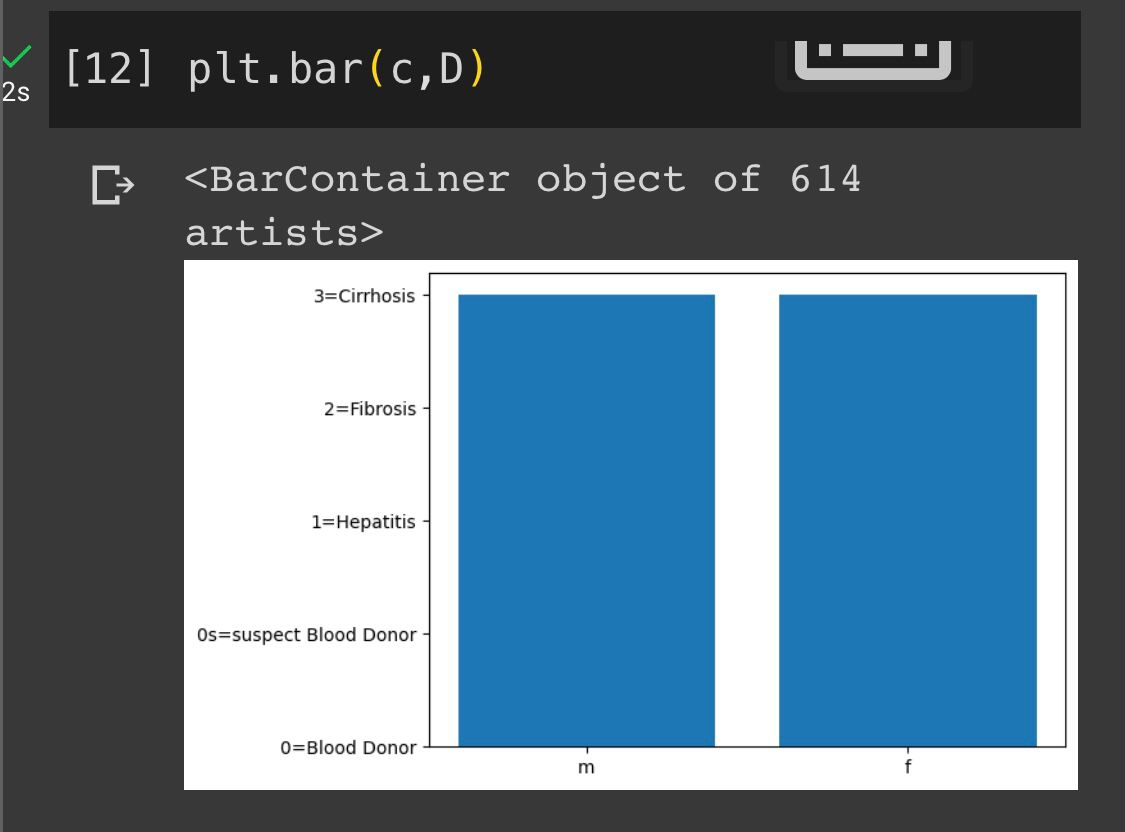 [12] plt.bar(c,D)
2s
<BarContainer object of 614
artists>
3=Cirrhosis
2=Fibrosis
1=Hepatitis
0s=suspect Blood Donor
0=Blood Donor
m f